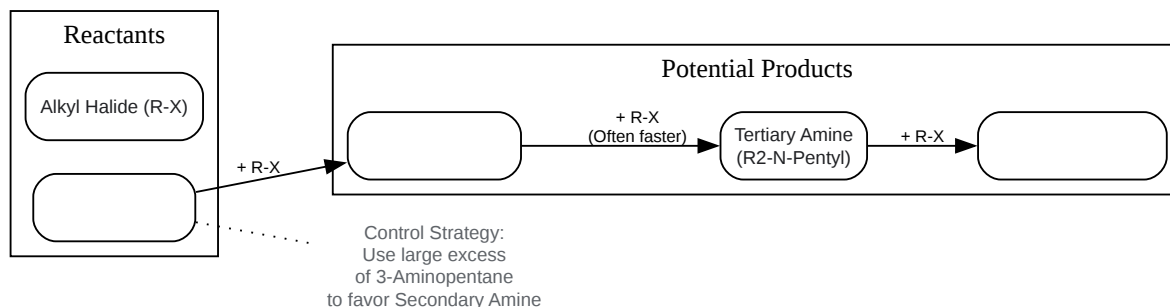 Reactants
Alkyl Halide (R-X)
+ R-X
Potential Products
+ R-X
(Often faster)
Tertiary Amine
(R2-N-Pentyl)
+ R-X
Control Strategy:
Use large excess
of 3-Aminopentane
to favor Secondary Amine